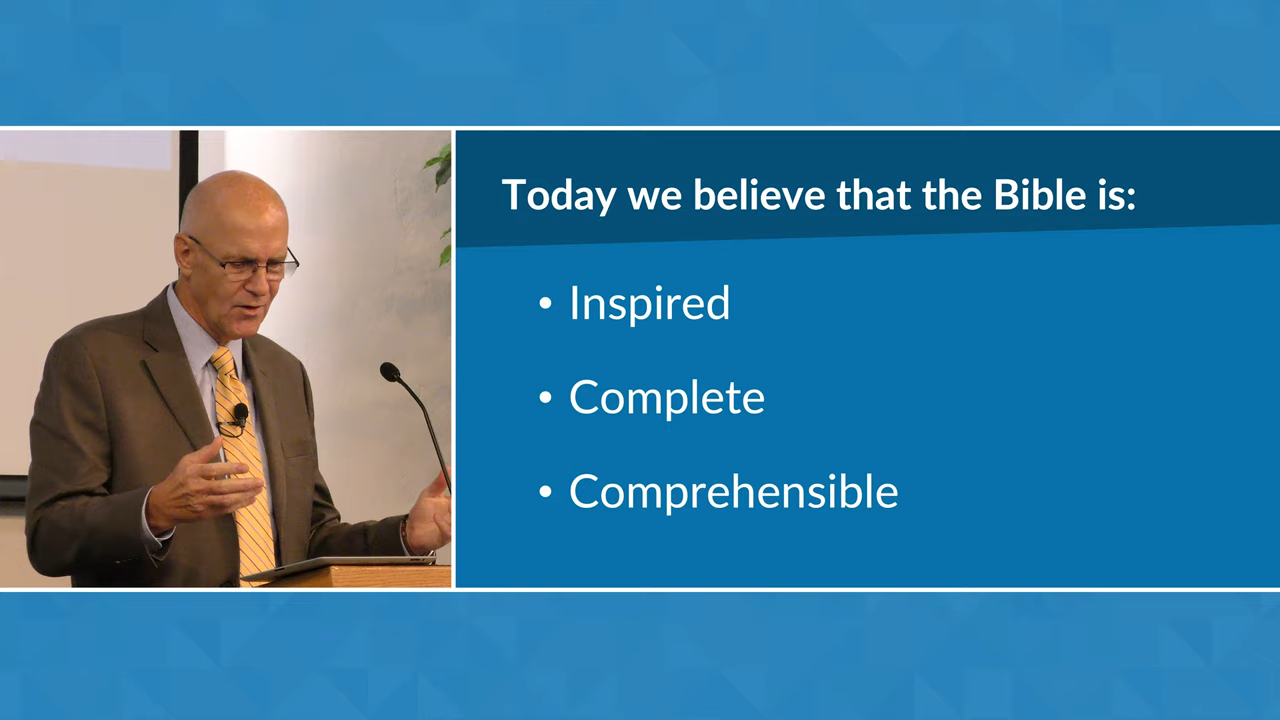 Today we believe that the Bible is:
• Inspired
• Complete
• Comprehensible